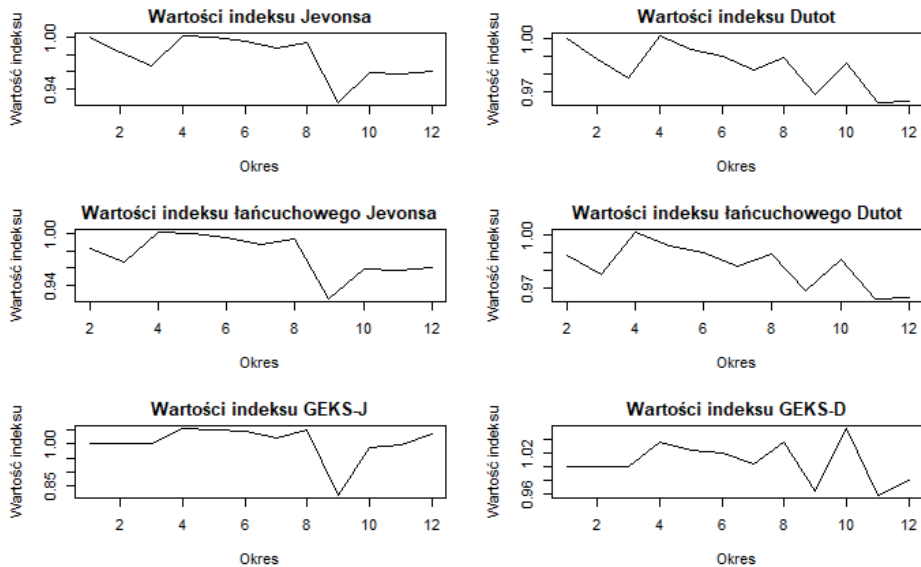 Wartości indeksu Jevonsa
Wartość indeksu
1.00
0.94
2 4 6 8 10 12
Okres
Wartości indeksu Dutot
Wartość indeksu
1.00
0.97
2 4 6 8 10 12
Okres
Wartości indeksu łańcuchowego Jevonsa
Wartość indeksu
1.00
0.94
2 4 6 8 10 12
Okres
Wartości indeksu łańcuchowego Dutot
Wartość indeksu
1.00
0.97
2 4 6 8 10 12
Okres
Wartości indeksu GEKS-J
Wartość indeksu
1.00
0.85
2 4 6 8 10 12
Okres
Wartości indeksu GEKS-D
Wartość indeksu
1.02
0.96
2 4 6 8 10 12
Okres